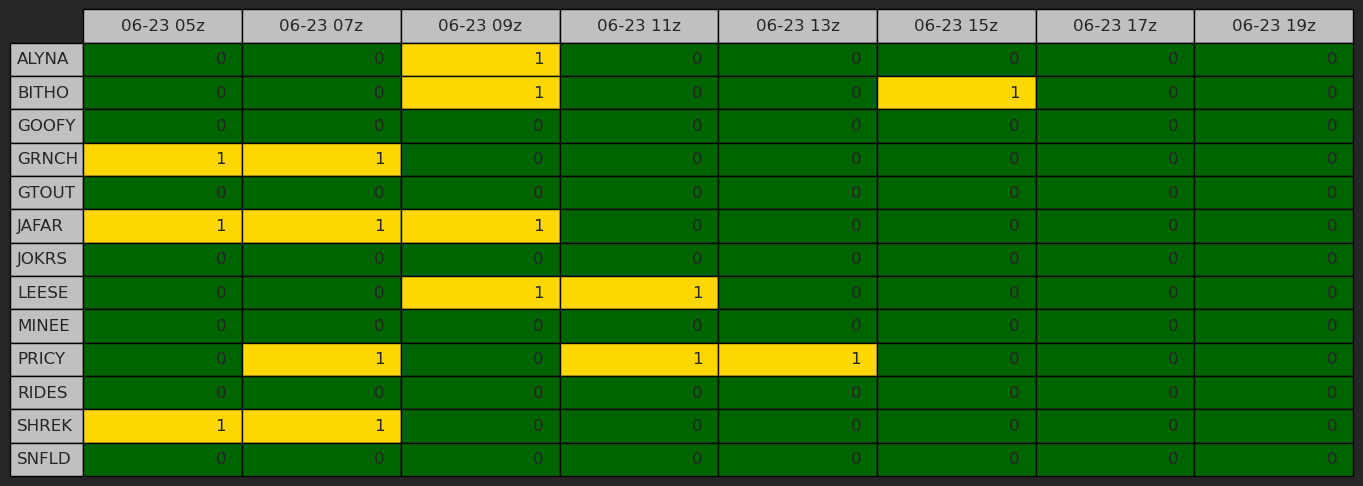 06-23 05z 06-23 07z 06-23 09z 06-23 11z 06-23 13z 06-23 15z 06-23 17z 06-23 19z
ALYNA 0 0 1 0 0 0 0 0
BITHO 0 0 1 0 0 1 0 0
GOOFY 0 0 0 0 0 0 0 0
GRNCH 1 1 0 0 0 0 0 0
GTOUT 0 0 0 0 0 0 0 0
JAFAR 1 1 1 0 0 0 0 0
JOKRS 0 0 0 0 0 0 0 0
LEESE 0 0 1 1 0 0 0 0
MINEE 0 0 0 0 0 0 0 0
PRICY 0 1 0 1 1 0 0 0
RIDES 0 0 0 0 0 0 0 0
SHREK 1 1 0 0 0 0 0 0
SNFLD 0 0 0 0 0 0 0 0